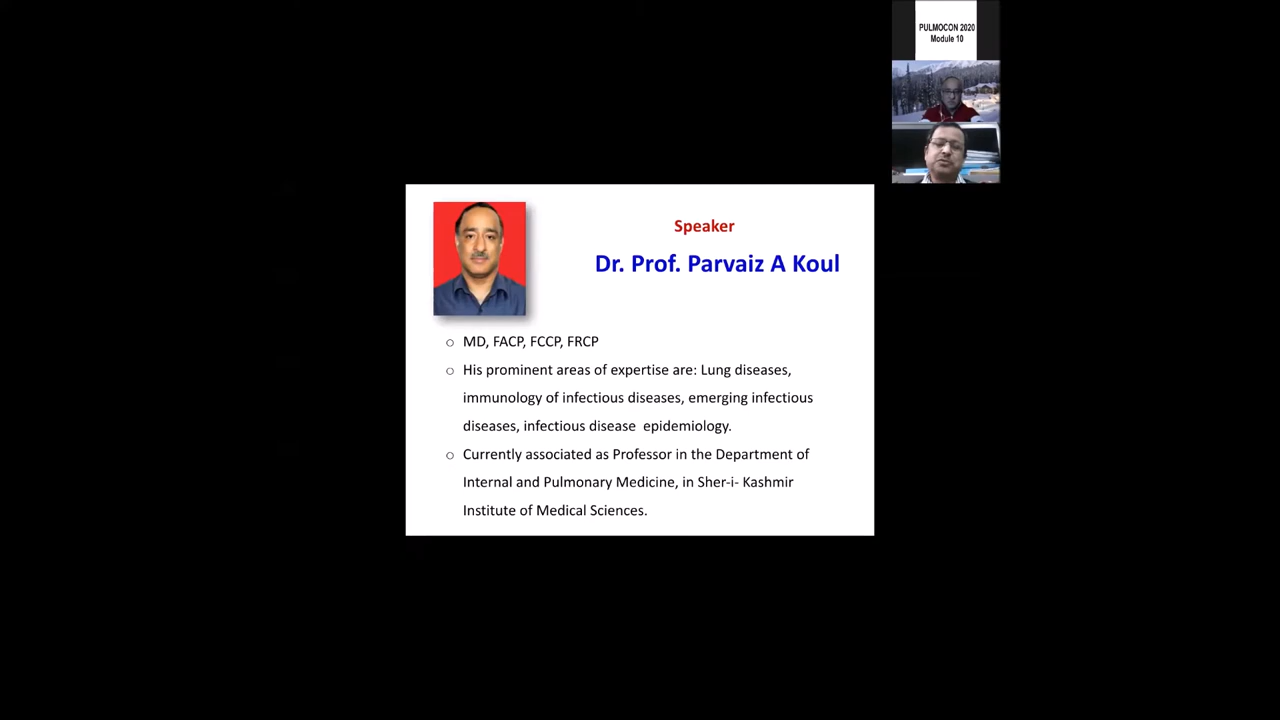 PULMOCON 2020
Module 10
Speaker
Dr. Prof. Parvaiz A Koul
MD, FACP, FCCP, FRCP
His prominent areas of expertise are: Lung diseases,
immunology of infectious diseases, emerging infectious
diseases, infectious disease epidemiology.
Currently associated as Professor in the Department of
Internal and Pulmonary Medicine, in Sher-i- Kashmir
Institute of Medical Sciences.